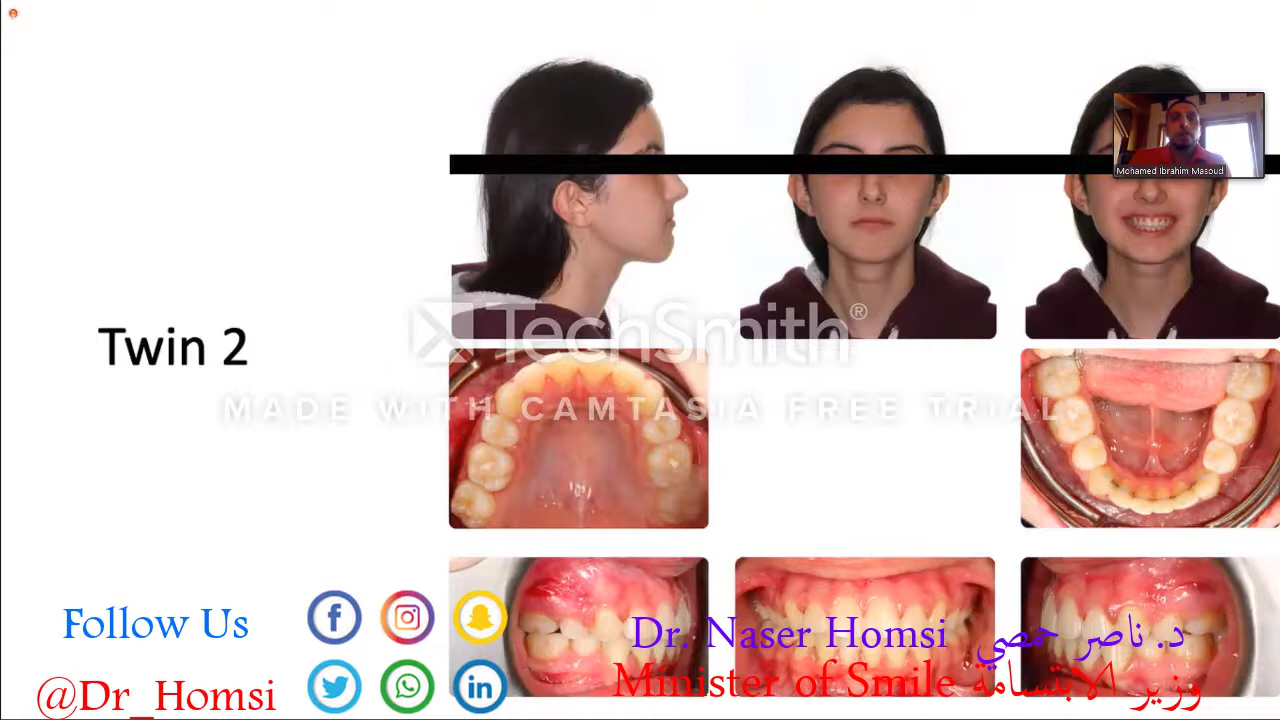 Mohamed Ibrahim Masoud
TechSmith®
Twin 2
MADE WITH CAMTASIA FREE TRIAL
Follow Us
Dr. Naser Homsi د. ناصر حمصي
@Dr_Homsi
Minister of Smile وزير الابتسامة